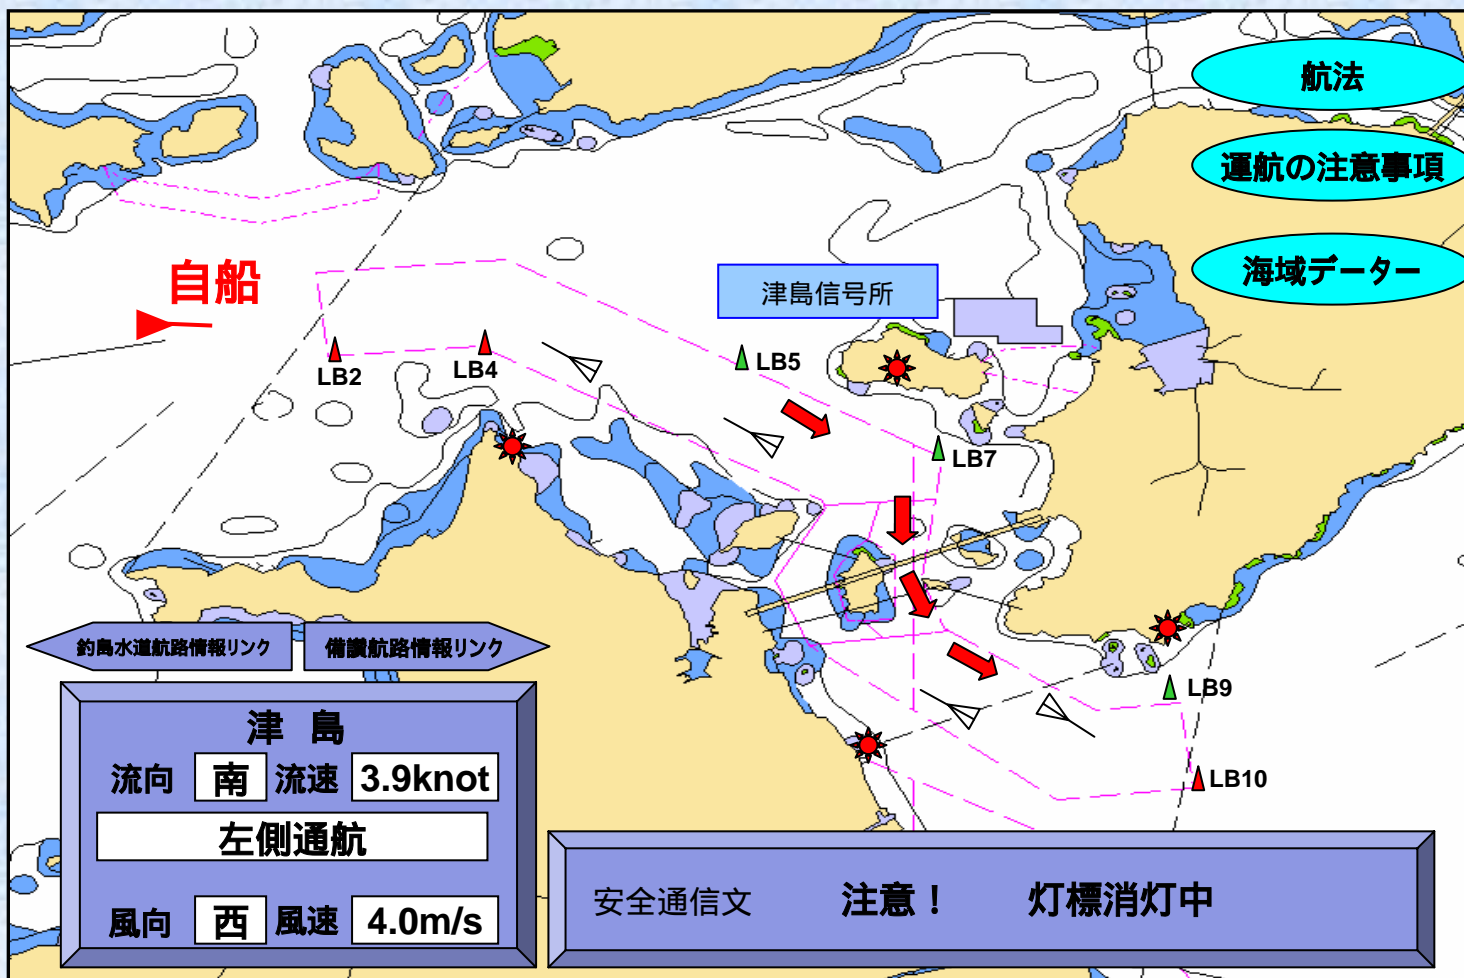 航法
運航の注意事項
海域データー
自船
津島信号所
LB2
LB4
LB5
LB7
LB9
LB10
釣島水道航路情報リンク
備讃航路情報リンク
津 島
流向 南 流速 3.9knot
左側通航
風向 西 風速 4.0m/s
安全通信文 注意！ 灯標消灯中